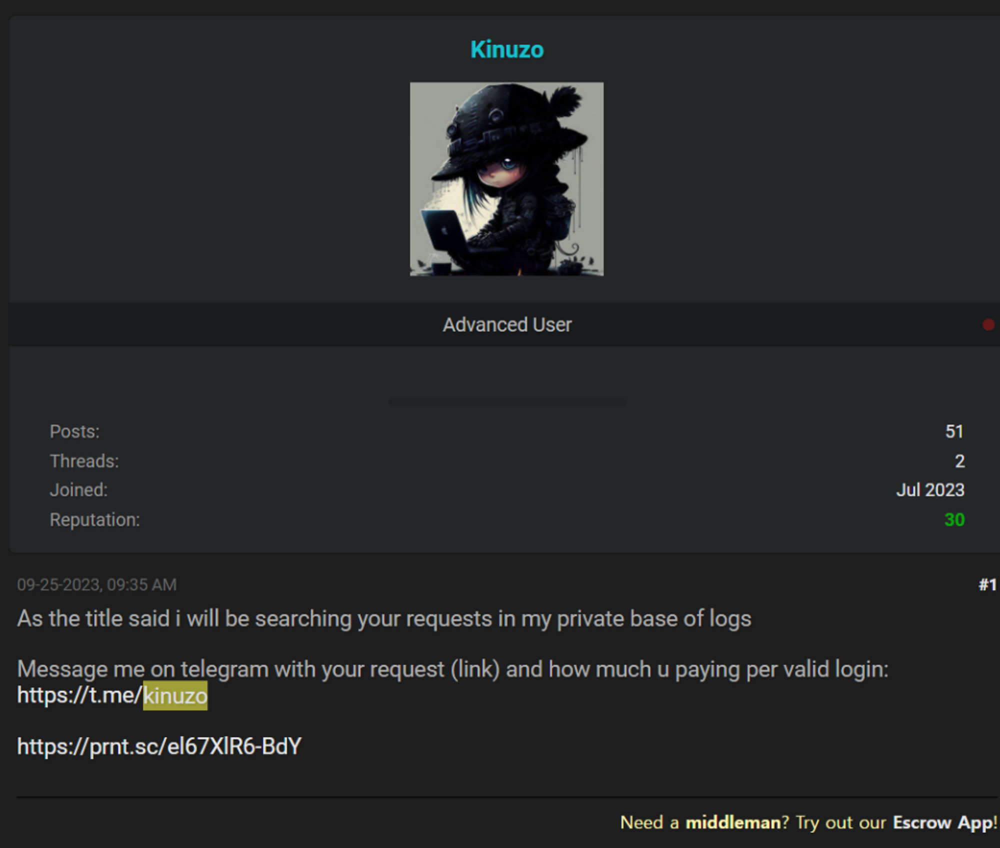 Kinuzo
Advanced User
Posts: 51
Threads: 2
Joined: Jul 2023
Reputation: 30
09-25-2023, 09:35 AM #1
As the title said i will be searching your requests in my private base of logs
Message me on telegram with your request (link) and how much u paying per valid login:
https://t.me/kinuzo
https://prnt.sc/el67XlR6-BdY
Need a middleman? Try out our Escrow App!